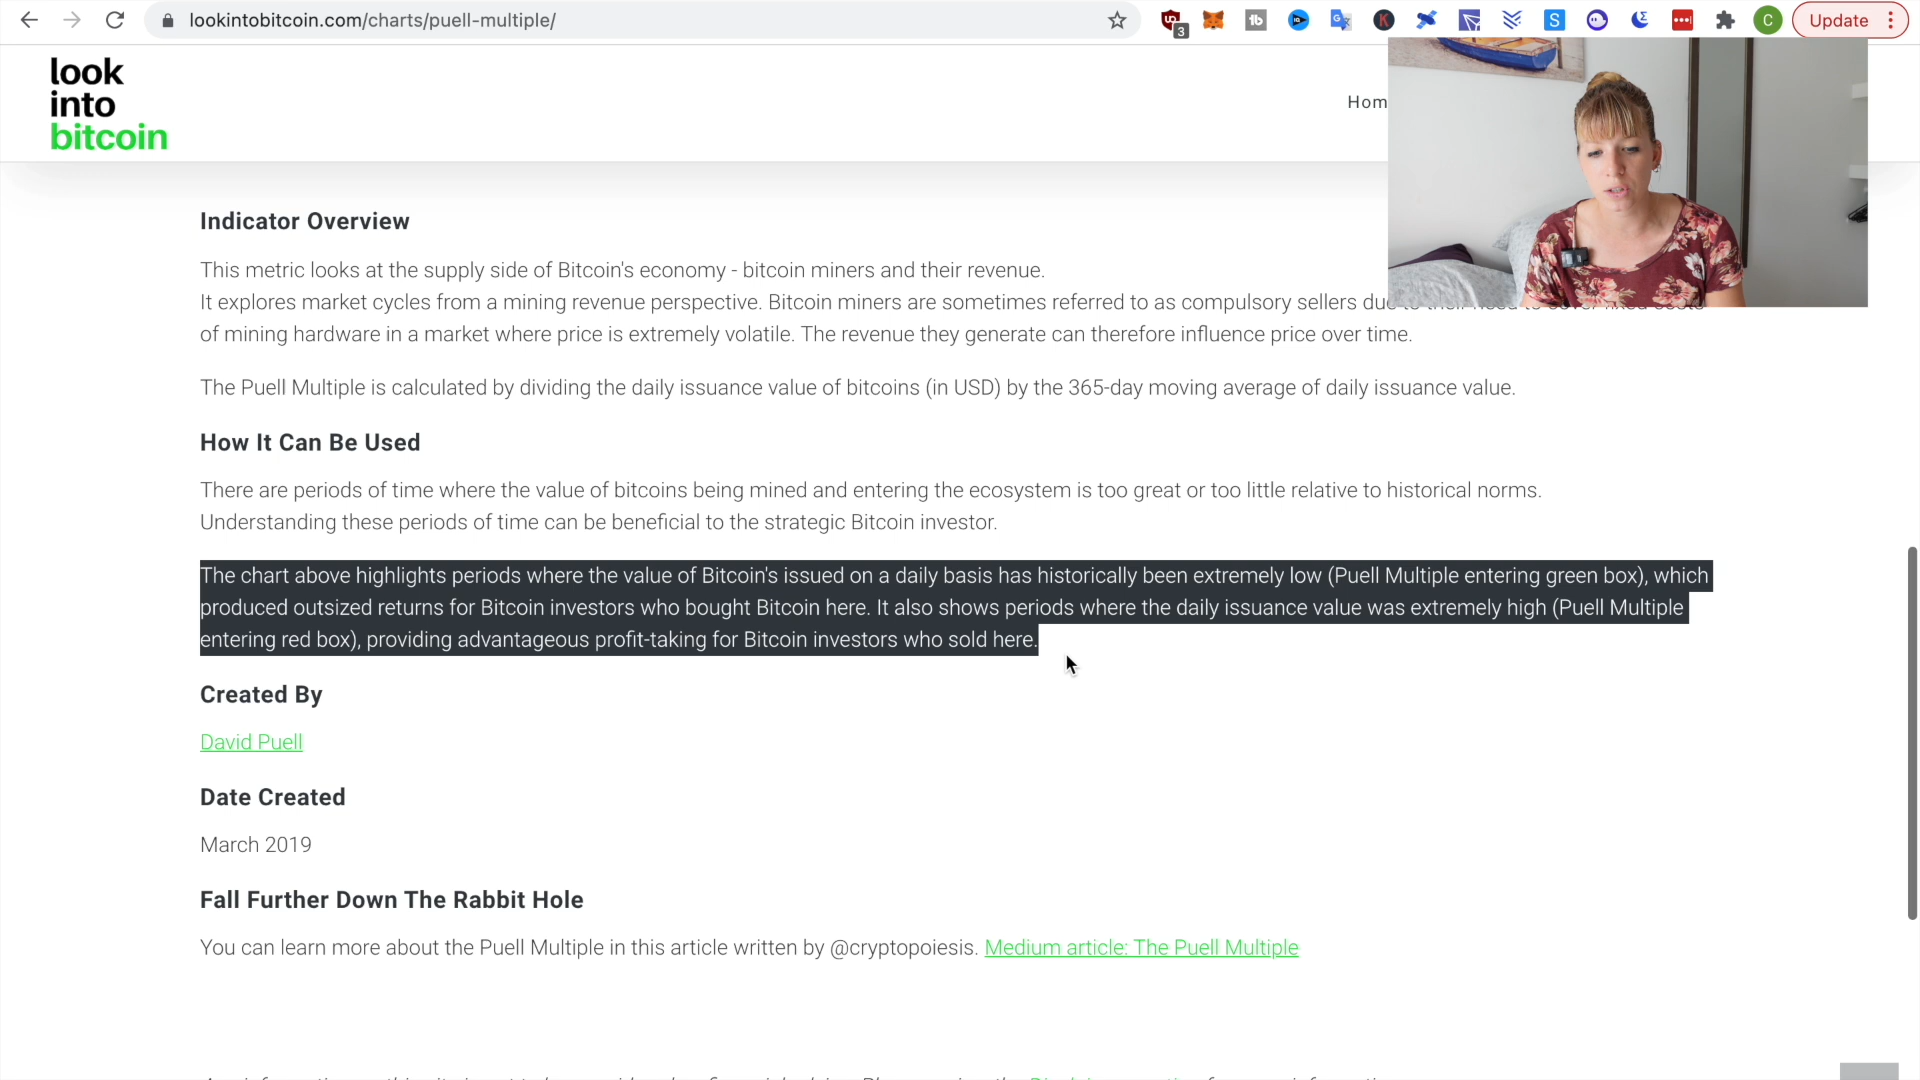 lookintobitcoin.com/charts/puell-multiple/
3
C
Update
look
into
bitcoin
Hom
Indicator Overview
This metric looks at the supply side of Bitcoin's economy - bitcoin miners and their revenue.
It explores market cycles from a mining revenue perspective. Bitcoin miners are sometimes referred to as compulsory sellers due to their need to cover fixed costs
of mining hardware in a market where price is extremely volatile. The revenue they generate can therefore influence price over time.
The Puell Multiple is calculated by dividing the daily issuance value of bitcoins (in USD) by the 365-day moving average of daily issuance value.
How It Can Be Used
There are periods of time where the value of bitcoins being mined and entering the ecosystem is too great or too little relative to historical norms.
Understanding these periods of time can be beneficial to the strategic Bitcoin investor.
The chart above highlights periods where the value of Bitcoin's issued on a daily basis has historically been extremely low (Puell Multiple entering green box), which
produced outsized returns for Bitcoin investors who bought Bitcoin here. It also shows periods where the daily issuance value was extremely high (Puell Multiple
entering red box), providing advantageous profit-taking for Bitcoin investors who sold here.
Created By
David Puell
Date Created
March 2019
Fall Further Down The Rabbit Hole
You can learn more about the Puell Multiple in this article written by @cryptopoiesis. Medium article: The Puell Multiple